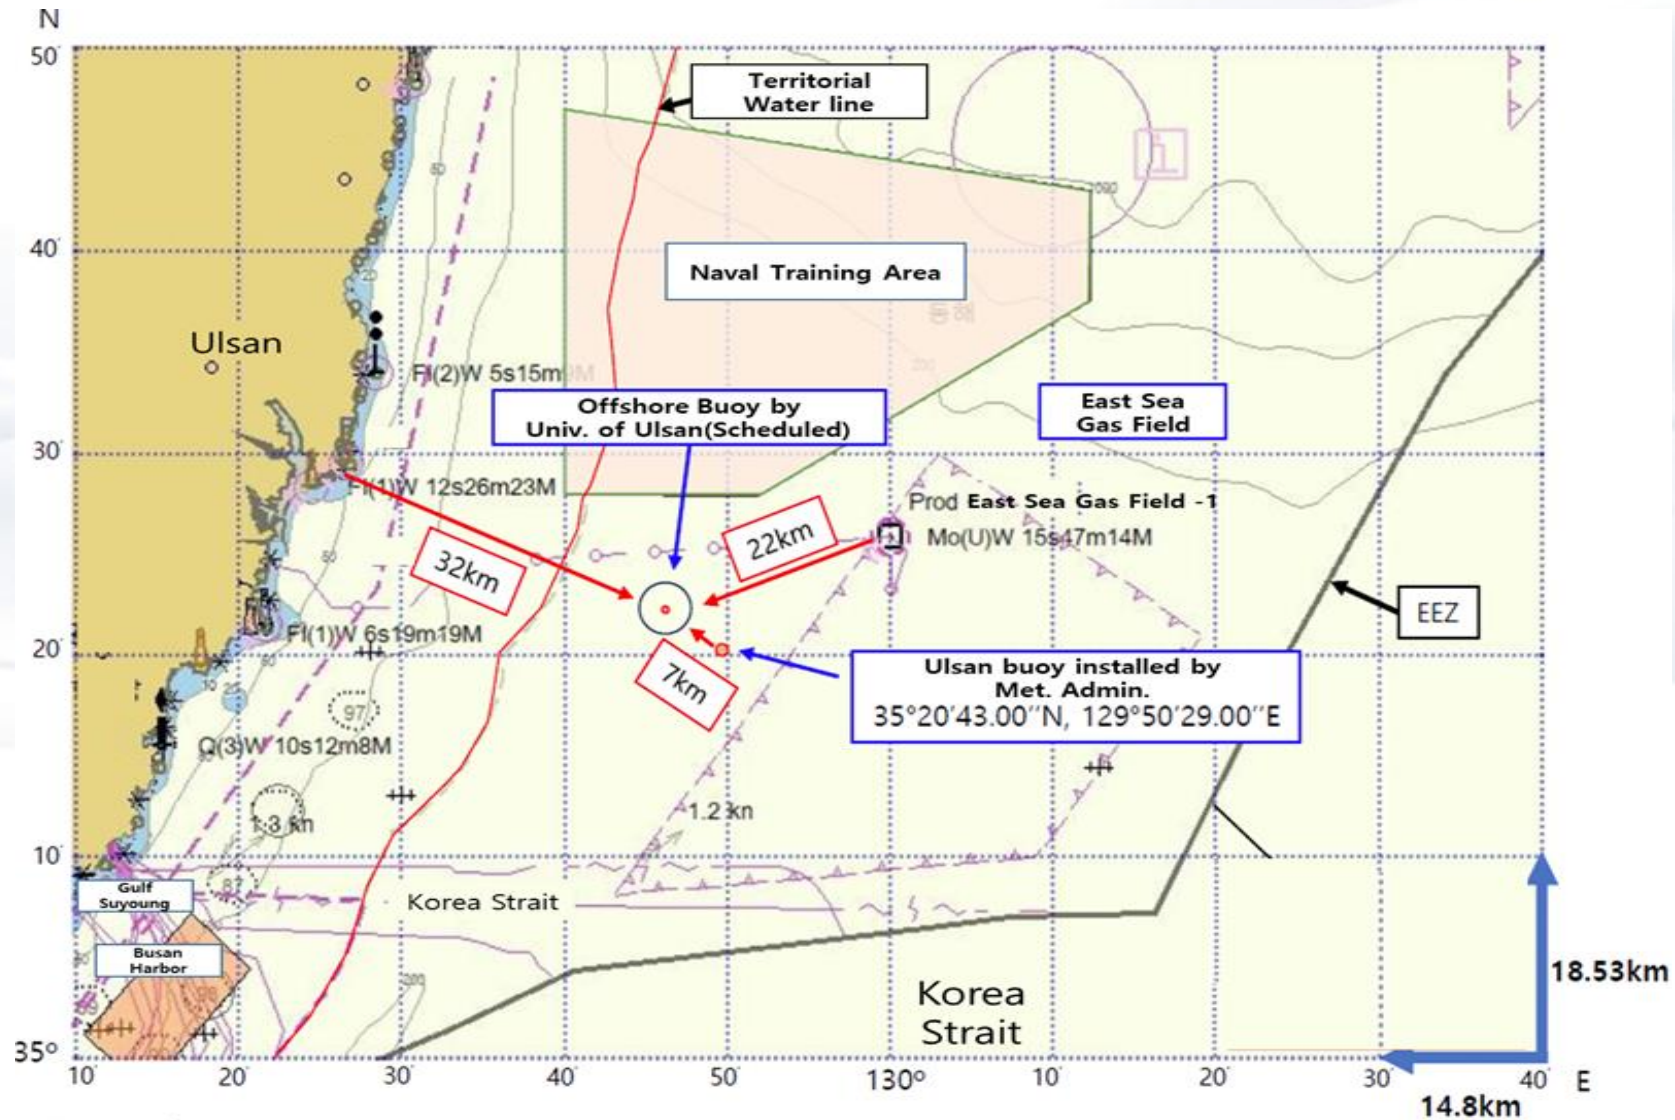 N
50′
Territorial
Water line
40′
Naval Training Area
Ulsan
Fl(2)W 5s15m9M
Offshore Buoy by
Univ. of Ulsan(Scheduled)
East Sea
Gas Field
30′
Fl(1)W 12s26m23M
Prod East Sea Gas Field -1
Mo(U)W 15s47m14M
22km
32km
EEZ
Fl(1)W 6s19m19M
20′
7km
Ulsan buoy installed by
Met. Admin.
35°20′43.00′′N, 129°50′29.00′′E
97
Q(3)W 10s12m8M
1.3 kn
1.2 kn
10′
87
Gulf
Suyoung
Korea Strait
Busan
Harbor
200
Korea
Strait
18.53km
35°
10′ 20′ 30′ 40′ 50′ 130° 10′ 20′ 30′ 40′ E
14.8km